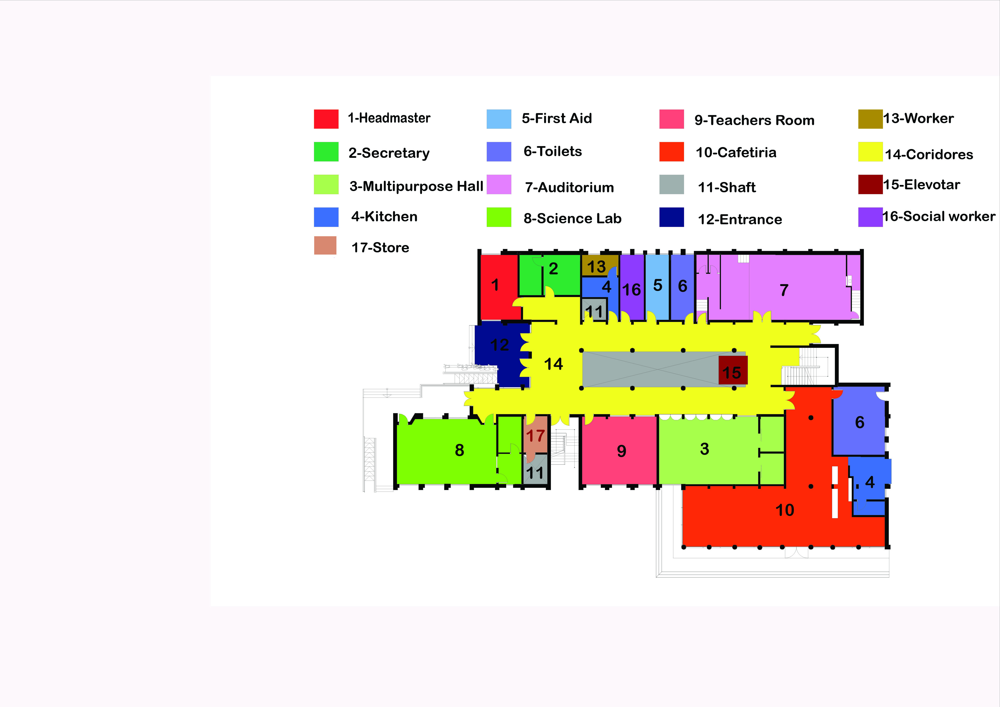 1-Headmaster
5-First Aid
9-Teachers Room
13-Worker
2-Secretary
6-Toilets
10-Cafetiria
14-Coridores
3-Multipurpose Hall
7-Auditorium
11-Shaft
15-Elevotar
4-Kitchen
8-Science Lab
12-Entrance
16-Social worker
17-Store
2
13
1
4
16
5
6
7
11
12
14
15
17
8
9
3
6
11
4
10